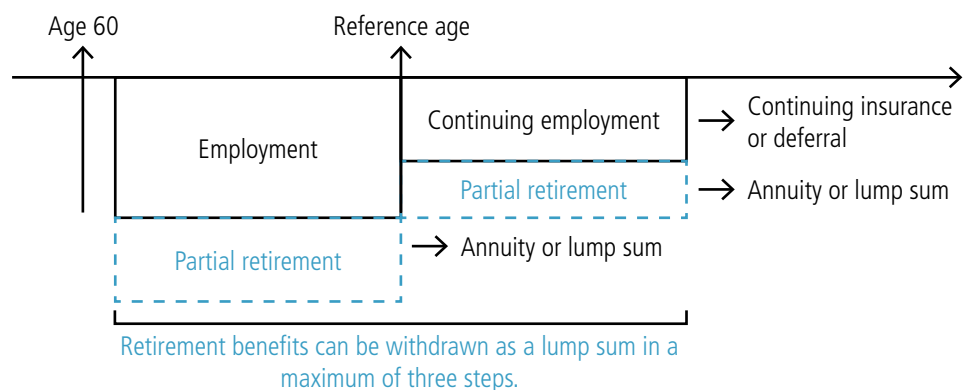 Age 60
Reference age
Employment
Continuing employment
Continuing insurance
or deferral
Partial retirement
Annuity or lump sum
Partial retirement
Annuity or lump sum
Retirement benefits can be withdrawn as a lump sum in a
maximum of three steps.